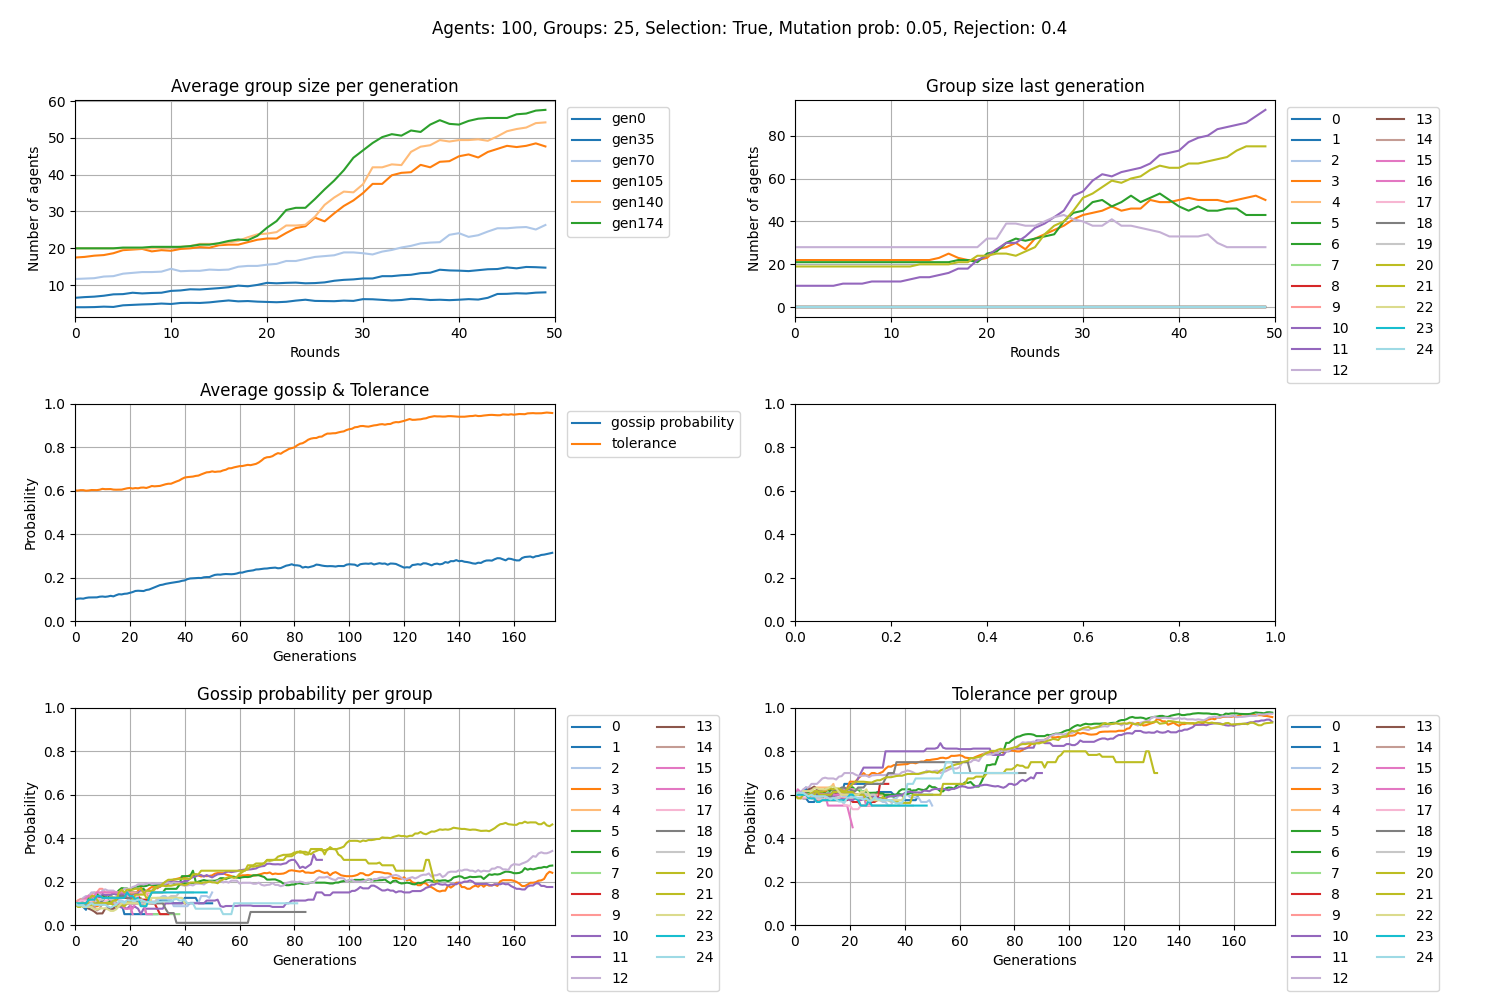 Agents: 100, Groups: 25, Selection: True, Mutation prob: 0.05, Rejection: 0.4
Average group size per generation
Number of agents
60
50
40
30
20
10
0 10 20 30 40 50
Rounds
gen0
gen35
gen70
gen105
gen140
gen174
Group size last generation
Number of agents
80
60
40
20
0
0 10 20 30 40 50
Rounds
0 13
1 14
2 15
3 16
4 17
5 18
6 19
7 20
8 21
9 22
10 23
11 24
12
Average gossip & Tolerance
Probability
1.0
0.8
0.6
0.4
0.2
0.0
0 20 40 60 80 100 120 140 160
Generations
gossip probability
tolerance
1.0
0.8
0.6
0.4
0.2
0.0
0.0 0.2 0.4 0.6 0.8 1.0
Gossip probability per group
Probability
1.0
0.8
0.6
0.4
0.2
0.0
0 20 40 60 80 100 120 140 160
Generations
0 13
1 14
2 15
3 16
4 17
5 18
6 19
7 20
8 21
9 22
10 23
11 24
12
Tolerance per group
Probability
1.0
0.8
0.6
0.4
0.2
0.0
0 20 40 60 80 100 120 140 160
Generations
0 13
1 14
2 15
3 16
4 17
5 18
6 19
7 20
8 21
9 22
10 23
11 24
12